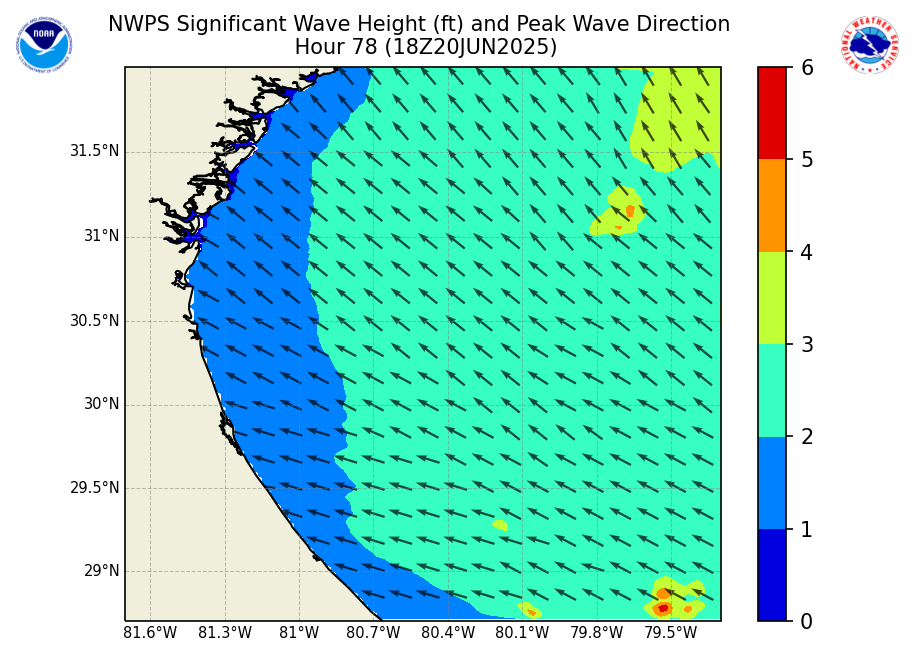 NWPS Significant Wave Height (ft) and Peak Wave Direction
Hour 78 (18Z20JUN2025)
NOAA
NATIONAL WEATHER SERVICE
6
5
4
3
2
1
0
31.5°N
31°N
30.5°N
30°N
29.5°N
29°N
81.6°W 81.3°W 81°W 80.7°W 80.4°W 80.1°W 79.8°W 79.5°W